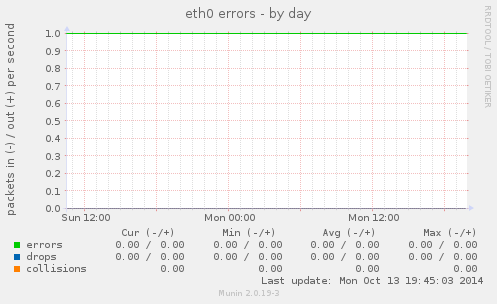 eth0 errors - by day
RRDTOOL / TOBI OETIKER
packets in (-) / out (+) per second
1.0
0.9
0.8
0.7
0.6
0.5
0.4
0.3
0.2
0.1
0.0
Sun 12:00 Mon 00:00 Mon 12:00
Cur (-/+) Min (-/+) Avg (-/+) Max (-/+)
errors 0.00 / 0.00 0.00 / 0.00 0.00 / 0.00 0.00 / 0.00
drops 0.00 / 0.00 0.00 / 0.00 0.00 / 0.00 0.00 / 0.00
collisions 0.00 0.00 0.00 0.00
Last update: Mon Oct 13 19:45:03 2014
Munin 2.0.19-3